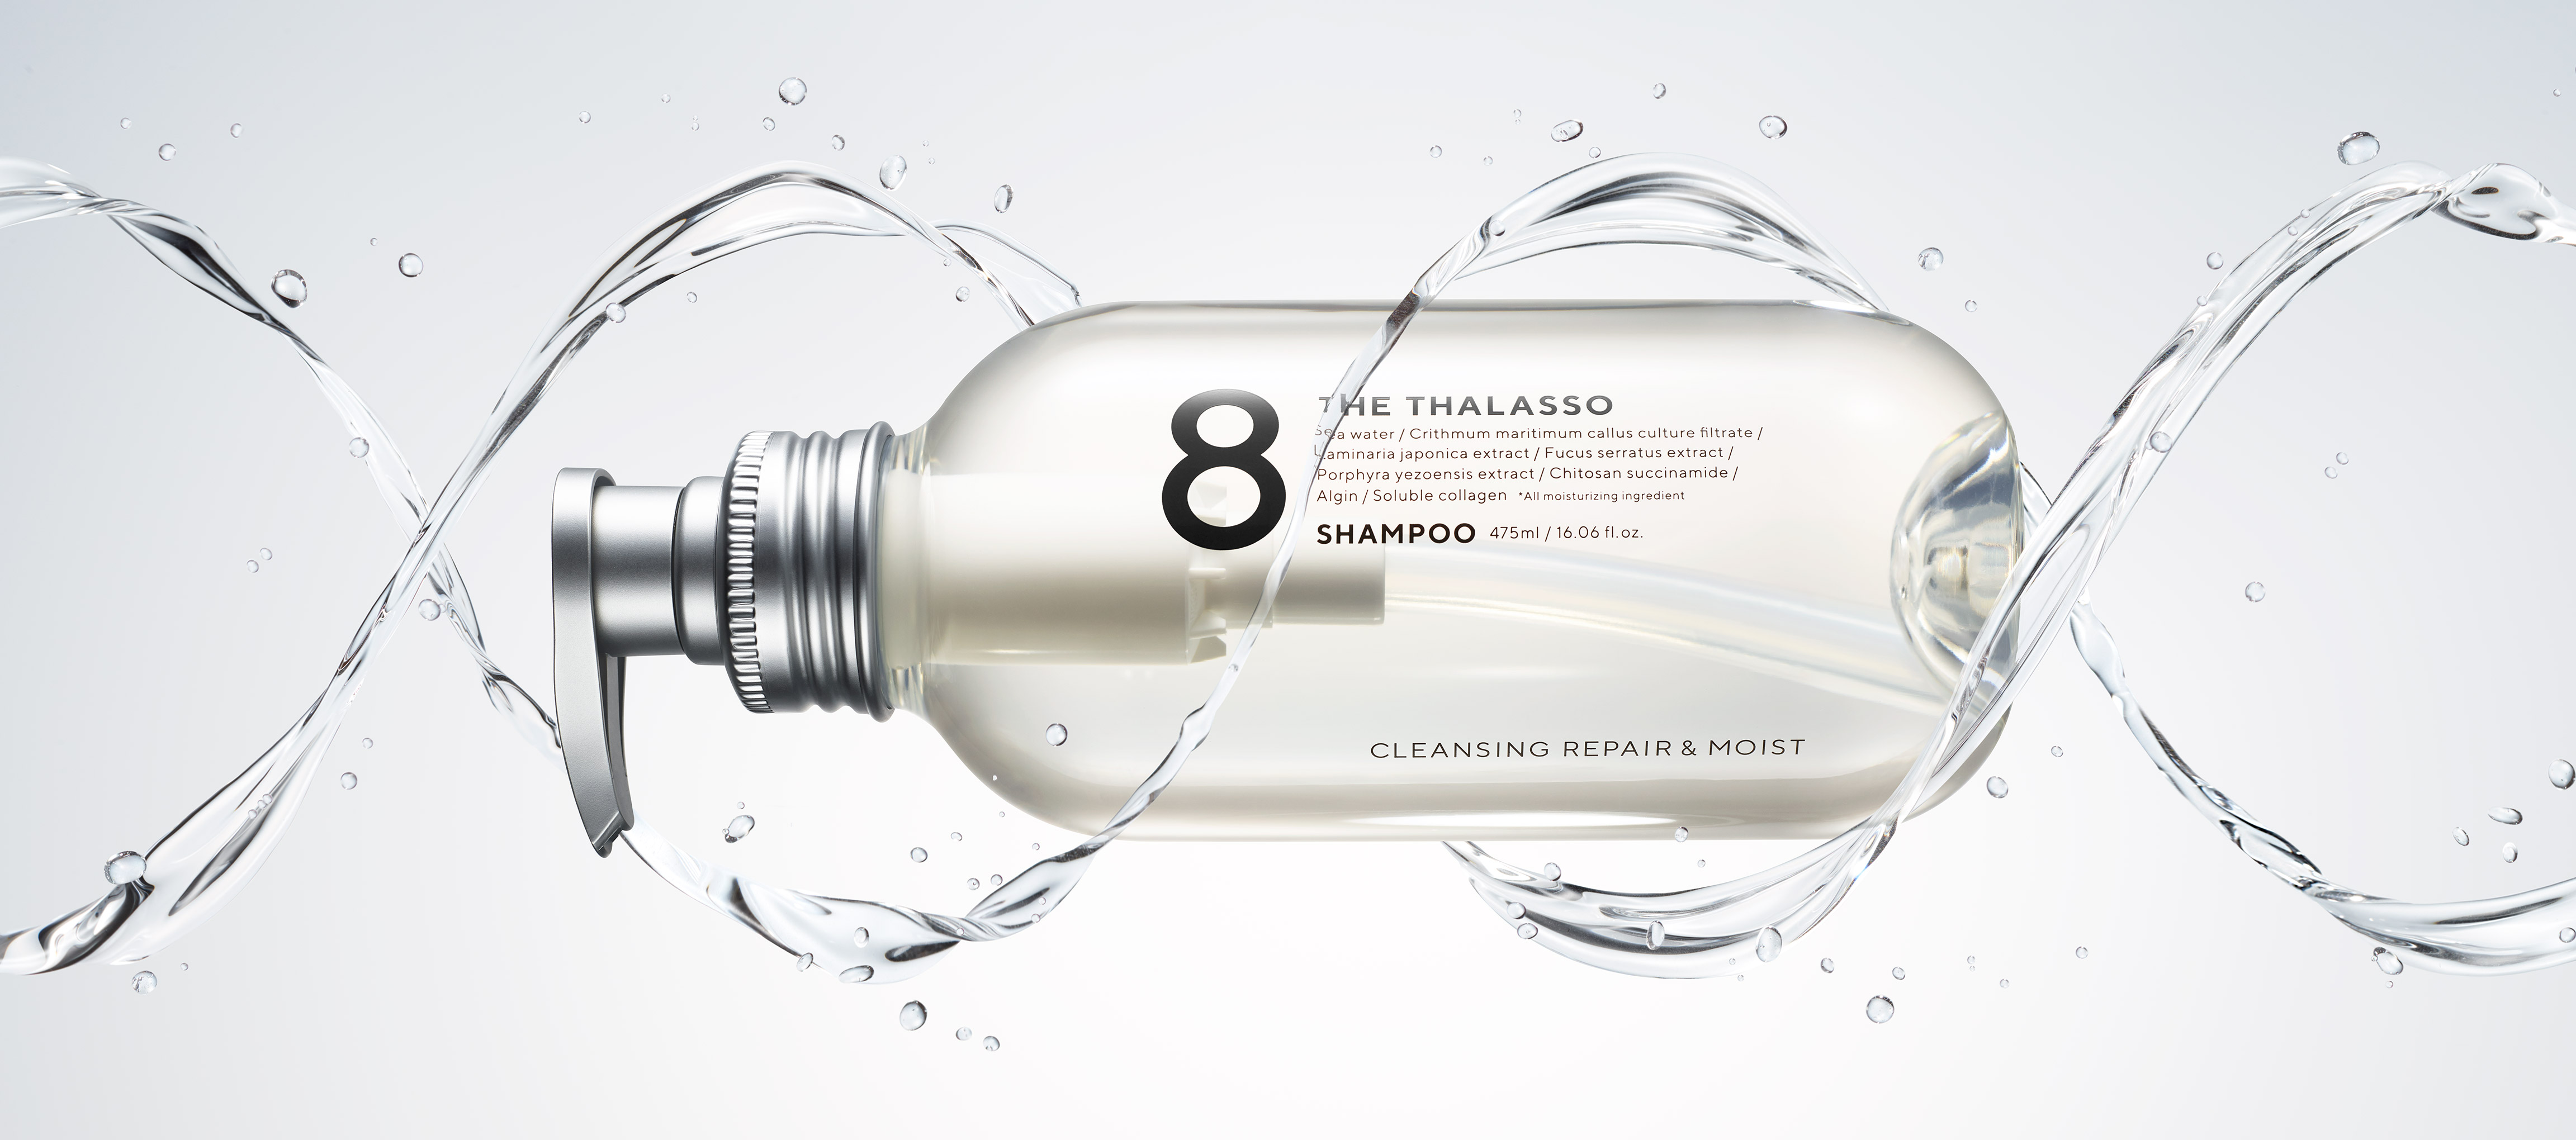 8
THE THALASSO
Sea water / Crithmum maritimum callus culture filtrate /
Laminaria japonica extract / Fucus serratus extract /
Porphyra yezoensis extract / Chitosan succinamide /
Algin / Soluble collagen *All moisturizing ingredient
SHAMPOO 475ml / 16.06 fl.oz.
CLEANSING REPAIR & MOIST